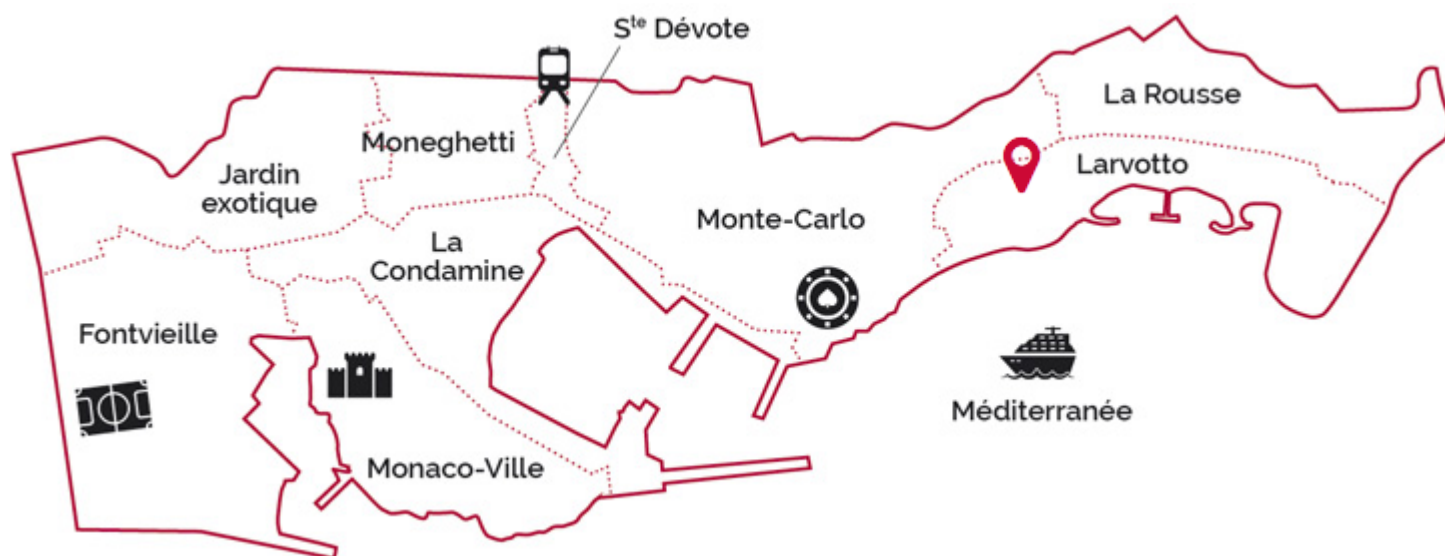 Sᵗᵉ Dévote
La Rousse
Moneghetti
Larvotto
Jardin
exotique
Monte-Carlo
La
Condamine
Fontvieille
Méditerranée
Monaco-Ville